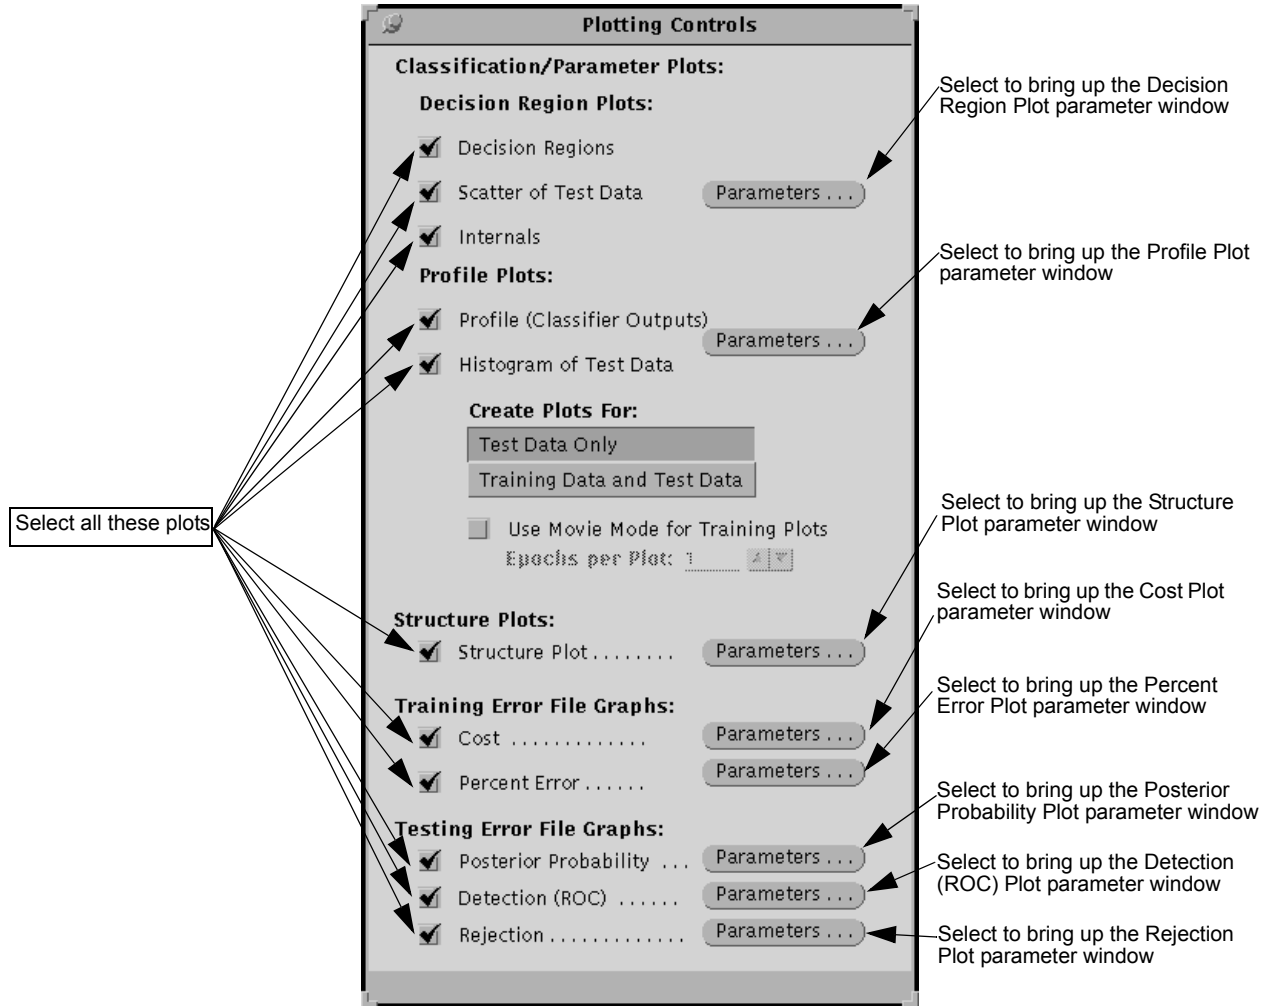 Plotting Controls
Classification/Parameter Plots:
Decision Region Plots:
Decision Regions
Scatter of Test Data
Parameters ...
Internals
Profile Plots:
Profile (Classifier Outputs)
Parameters ...
Histogram of Test Data
Create Plots For:
Test Data Only
Training Data and Test Data
Use Movie Mode for Training Plots
Epochs per Plot: 1
Structure Plots:
Structure Plot ........
Parameters ...
Training Error File Graphs:
Cost .............
Parameters ...
Percent Error ......
Parameters ...
Testing Error File Graphs:
Posterior Probability ...
Parameters ...
Detection (ROC) ......
Parameters ...
Rejection .............
Parameters ...
Select all these plots
Select to bring up the Decision
Region Plot parameter window
Select to bring up the Profile Plot
parameter window
Select to bring up the Structure
Plot parameter window
Select to bring up the Cost Plot
parameter window
Select to bring up the Percent
Error Plot parameter window
Select to bring up the Posterior
Probability Plot parameter window
Select to bring up the Detection
(ROC) Plot parameter window
Select to bring up the Rejection
Plot parameter window